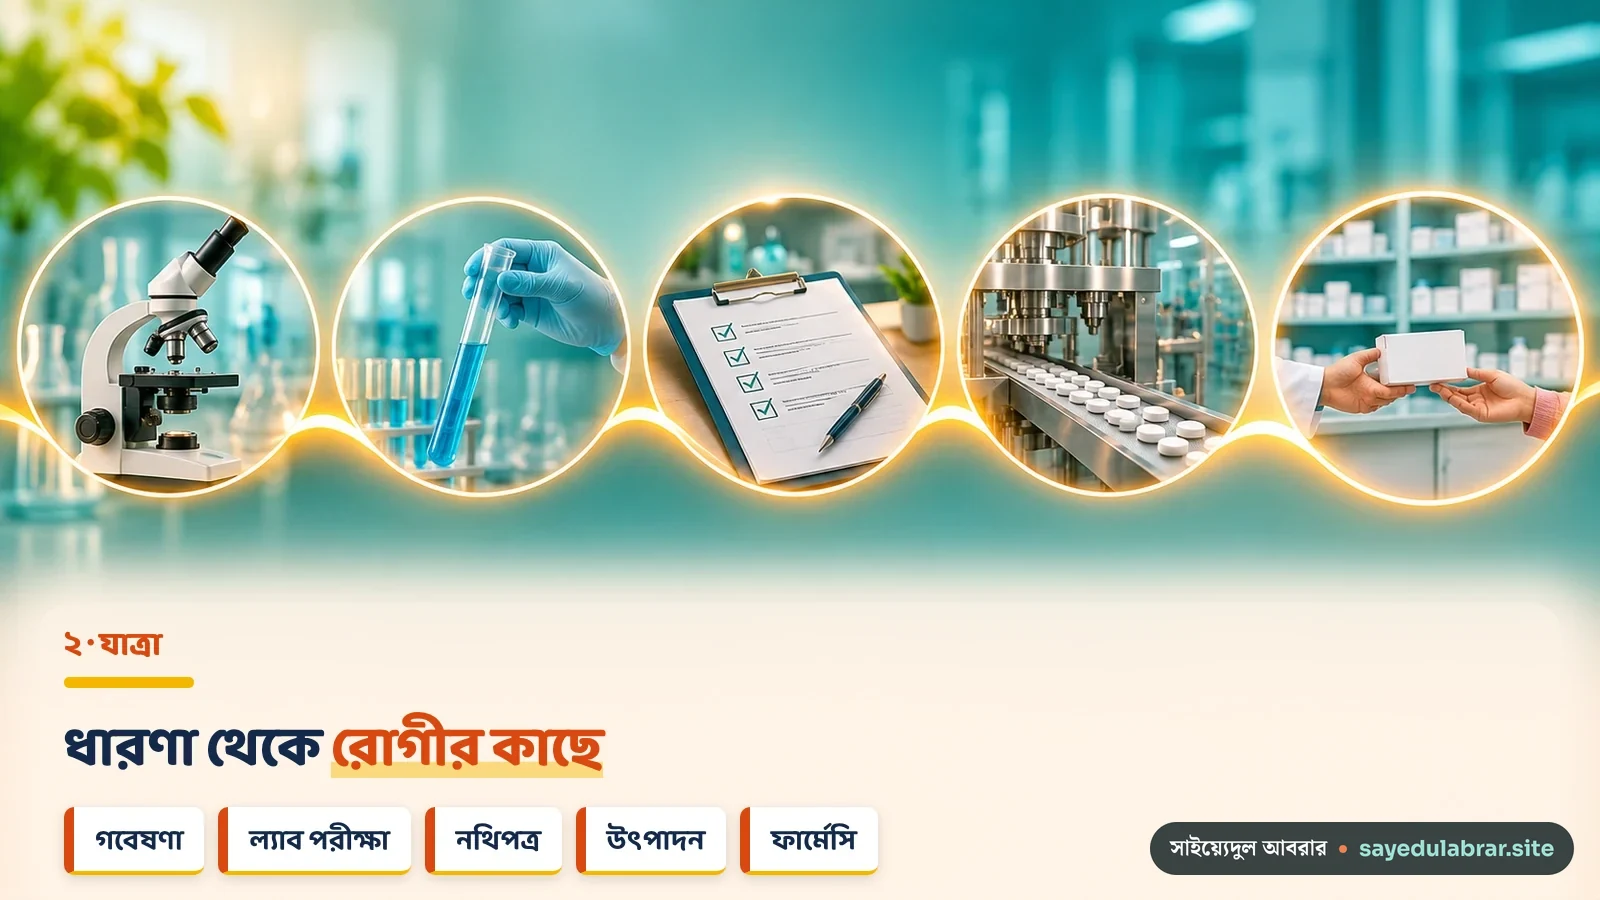 ২·যাত্রা
ধারণা থেকে রোগীর কাছে
গবেষণা
ল্যাব পরীক্ষা
নথিপত্র
উৎপাদন
ফার্মেসি
সাইয়্যেদুল আবরার • sayedulabrar.site